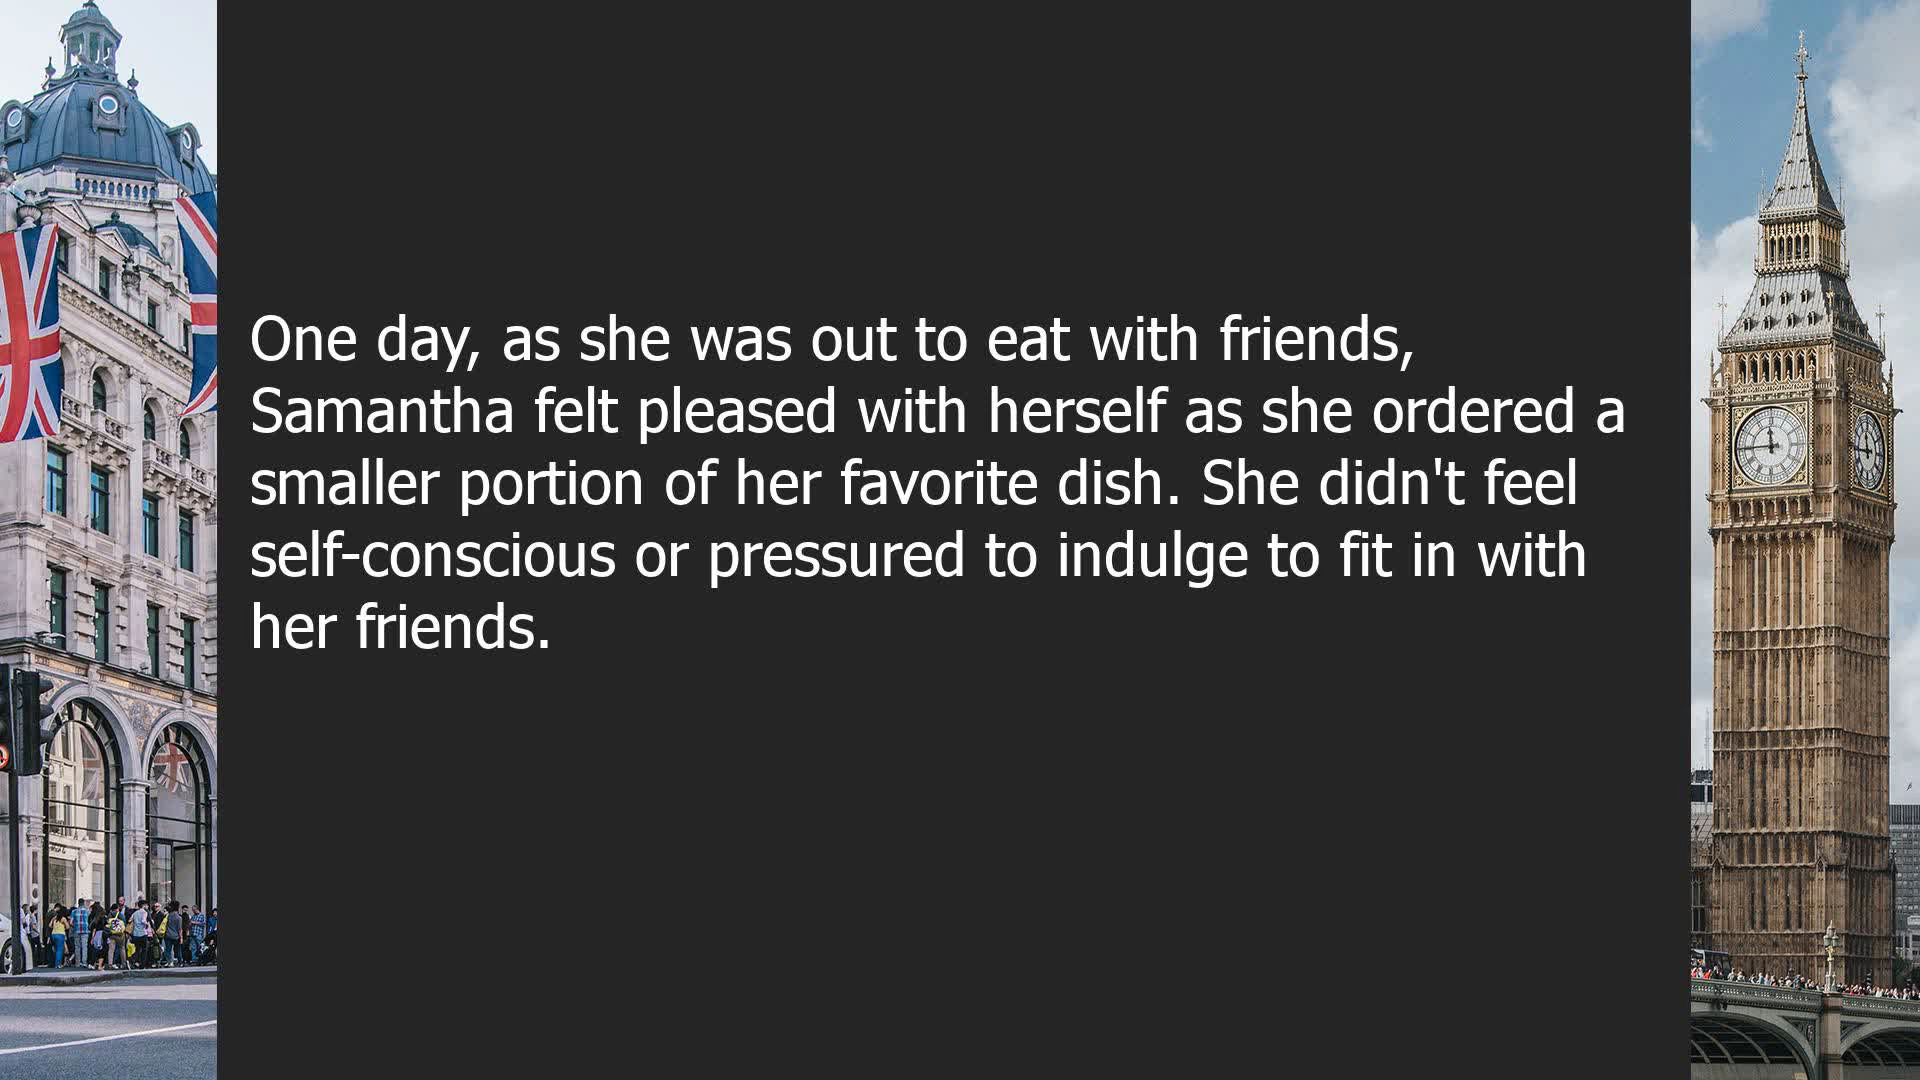 One day, as she was out to eat with friends,
Samantha felt pleased with herself as she ordered a
smaller portion of her favorite dish. She didn't feel
self-conscious or pressured to indulge to fit in with
her friends.